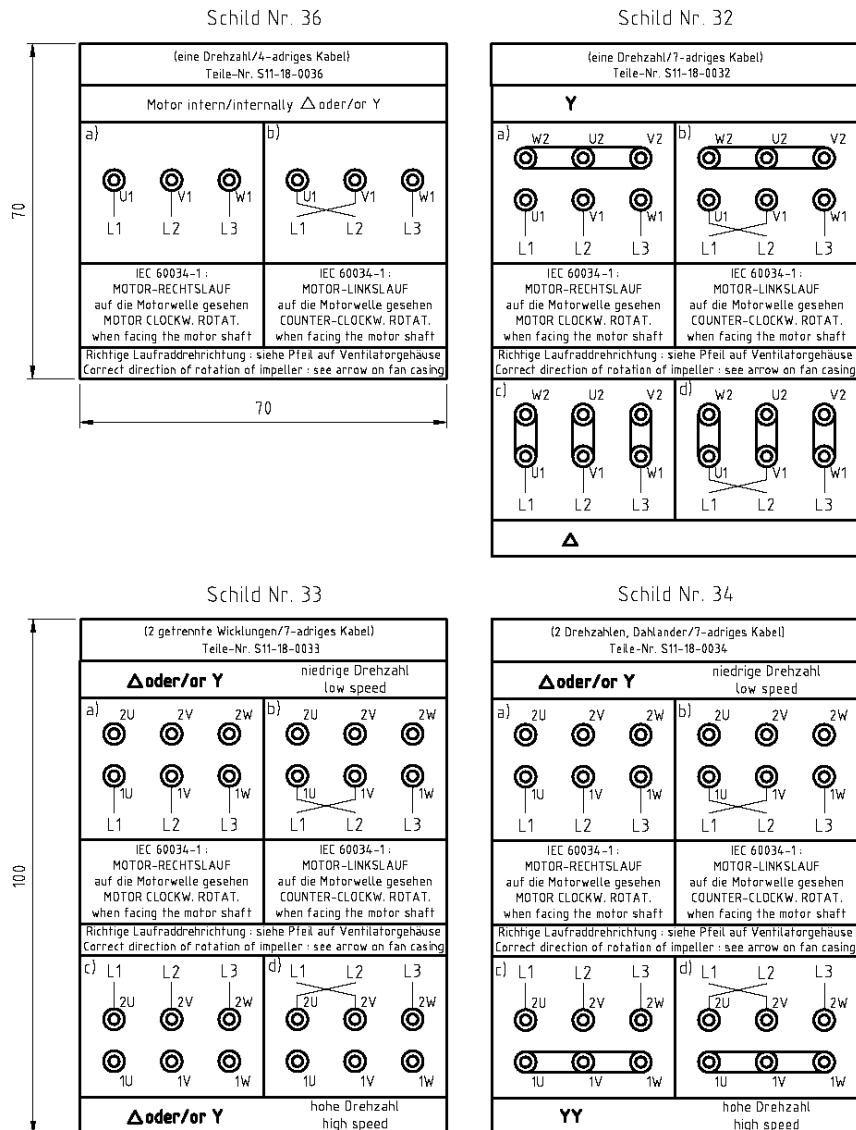 Schild Nr. 36
(eine Drehzahl/4-adriges Kabel)
Teile-Nr. S11-18-0036
Motor intern/internally Δ oder/or Y
a) b)
U1 V1 W1 U1 V1 W1
L1 L2 L3 L1 L2 L3
IEC 60034-1 :
MOTOR-RECHTSLAUF
auf die Motorwelle gesehen
MOTOR CLOCKW. ROTAT.
when facing the motor shaft
IEC 60034-1 :
MOTOR-LINKSLAUF
auf die Motorwelle gesehen
COUNTER-CLOCKW. ROTAT.
when facing the motor shaft
Richtige Laufraddrehrichtung : siehe Pfeil auf Ventilatorgehäuse
Correct direction of rotation of impeller : see arrow on fan casing
70
70
Schild Nr. 32
(eine Drehzahl/7-adriges Kabel)
Teile-Nr. S11-18-0032
Y
a) W2 U2 V2 b) W2 U2 V2
U1 V1 W1 U1 V1 W1
L1 L2 L3 L1 L2 L3
IEC 60034-1 :
MOTOR-RECHTSLAUF
auf die Motorwelle gesehen
MOTOR CLOCKW. ROTAT.
when facing the motor shaft
IEC 60034-1 :
MOTOR-LINKSLAUF
auf die Motorwelle gesehen
COUNTER-CLOCKW. ROTAT.
when facing the motor shaft
Richtige Laufraddrehrichtung : siehe Pfeil auf Ventilatorgehäuse
Correct direction of rotation of impeller : see arrow on fan casing
c) W2 U2 V2 d) W2 U2 V2
U1 V1 W1 U1 V1 W1
L1 L2 L3 L1 L2 L3
Δ
Schild Nr. 33
(2 getrennte Wicklungen/7-adriges Kabel)
Teile-Nr. S11-18-0033
Δ oder/or Y
niedrige Drehzahl
low speed
a) 2U 2V 2W b) 2U 2V 2W
1U 1V 1W 1U 1V 1W
L1 L2 L3 L1 L2 L3
IEC 60034-1 :
MOTOR-RECHTSLAUF
auf die Motorwelle gesehen
MOTOR CLOCKW. ROTAT.
when facing the motor shaft
IEC 60034-1 :
MOTOR-LINKSLAUF
auf die Motorwelle gesehen
COUNTER-CLOCKW. ROTAT.
when facing the motor shaft
Richtige Laufraddrehrichtung : siehe Pfeil auf Ventilatorgehäuse
Correct direction of rotation of impeller : see arrow on fan casing
c) L1 L2 L3 d) L1 L2 L3
2U 2V 2W 2U 2V 2W
1U 1V 1W 1U 1V 1W
Δ oder/or Y
hohe Drehzahl
high speed
100
Schild Nr. 34
(2 Drehzahlen, Dahlander/7-adriges Kabel)
Teile-Nr. S11-18-0034
Δ oder/or Y
niedrige Drehzahl
low speed
a) 2U 2V 2W b) 2U 2V 2W
1U 1V 1W 1U 1V 1W
L1 L2 L3 L1 L2 L3
IEC 60034-1 :
MOTOR-RECHTSLAUF
auf die Motorwelle gesehen
MOTOR CLOCKW. ROTAT.
when facing the motor shaft
IEC 60034-1 :
MOTOR-LINKSLAUF
auf die Motorwelle gesehen
COUNTER-CLOCKW. ROTAT.
when facing the motor shaft
Richtige Laufraddrehrichtung : siehe Pfeil auf Ventilatorgehäuse
Correct direction of rotation of impeller : see arrow on fan casing
c) L1 L2 L3 d) L1 L2 L3
2U 2V 2W 2U 2V 2W
1U 1V 1W 1U 1V 1W
YY
hohe Drehzahl
high speed